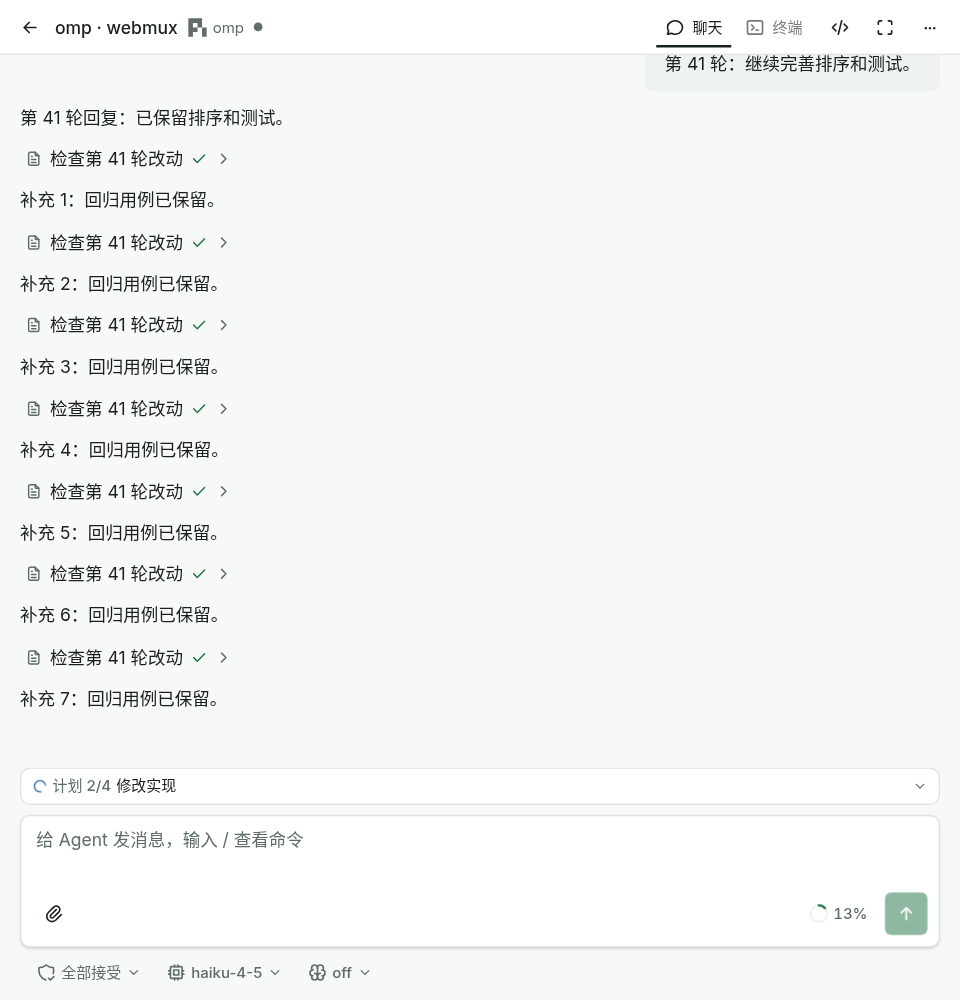 omp · webmux omp 聊天 终端
第 41 轮：继续完善排序和测试。
第 41 轮回复：已保留排序和测试。
检查第 41 轮改动
补充 1：回归用例已保留。
检查第 41 轮改动
补充 2：回归用例已保留。
检查第 41 轮改动
补充 3：回归用例已保留。
检查第 41 轮改动
补充 4：回归用例已保留。
检查第 41 轮改动
补充 5：回归用例已保留。
检查第 41 轮改动
补充 6：回归用例已保留。
检查第 41 轮改动
补充 7：回归用例已保留。
计划 2/4 修改实现
给 Agent 发消息，输入 / 查看命令
13%
全部接受 haiku-4-5 off